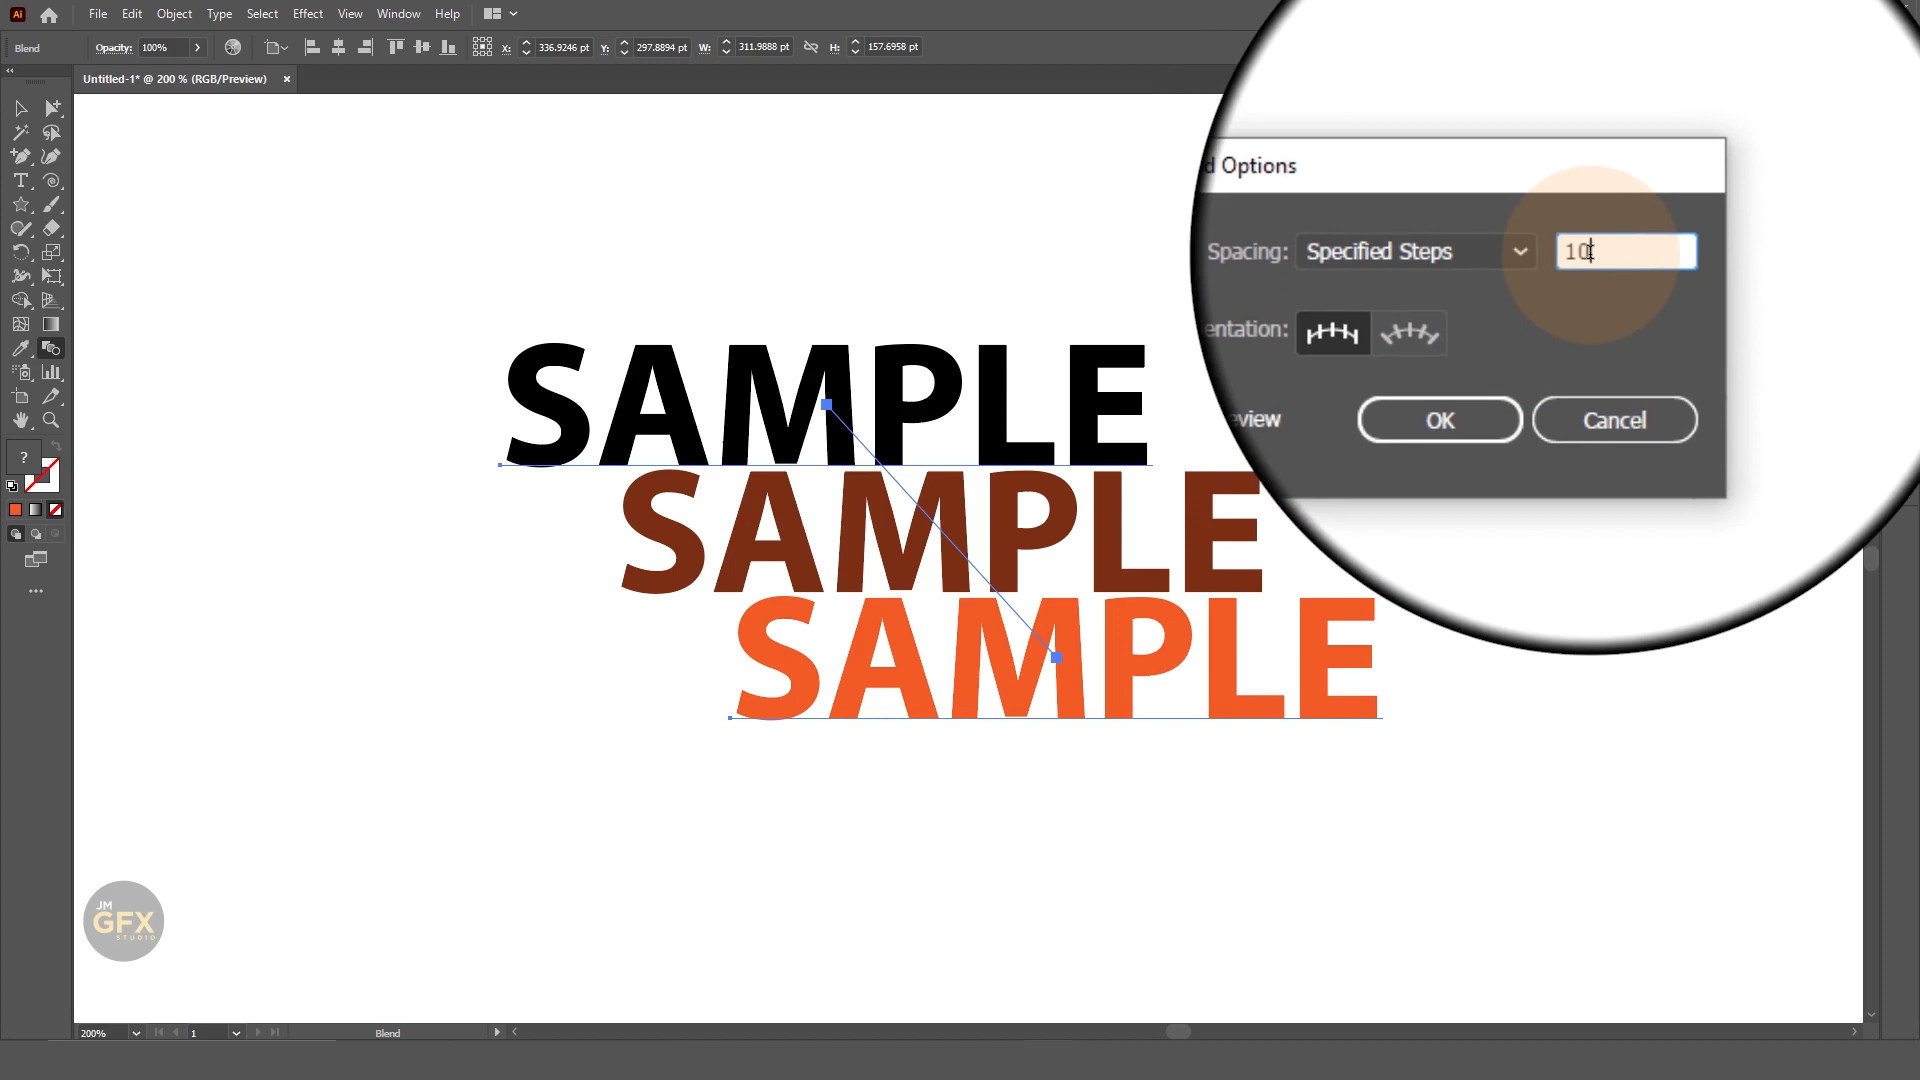 Ai File Edit Object Type Select Effect View Window Help
Blend Opacity: 100% X: 336.9246 pt Y: 297.8894 pt W: 311.9888 pt H: 157.6958 pt
Untitled-1* @ 200 % (RGB/Preview) ×
d Options
Spacing: Specified Steps 10
entation:
eview OK Cancel
SAMPLE
SAMPLE
SAMPLE
?
JM
GFX
STUDIO
200% 1 Blend